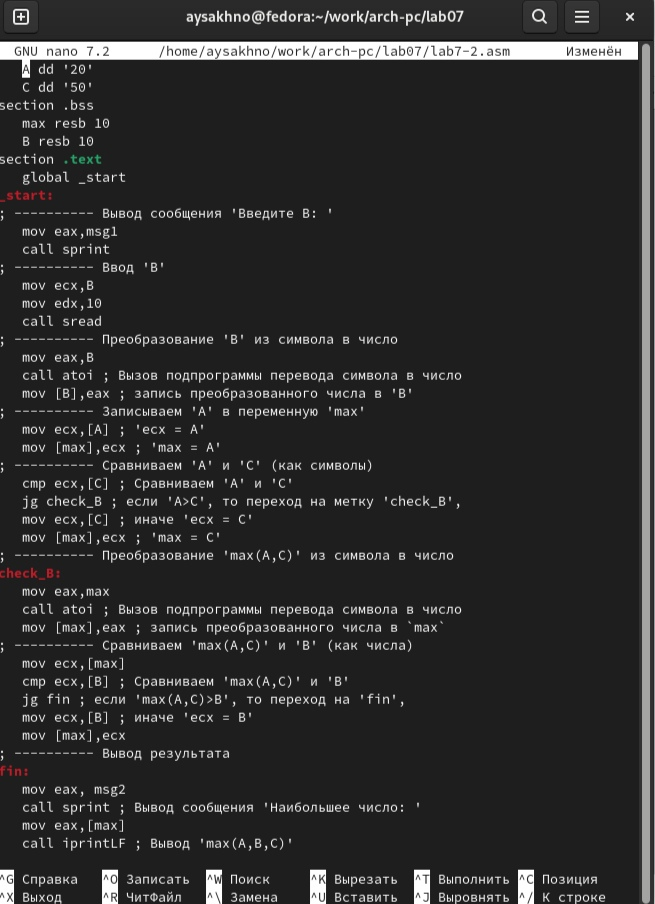 aysakhno@fedora:~/work/arch-pc/lab07
GNU nano 7.2 /home/aysakhno/work/arch-pc/lab07/lab7-2.asm Изменён
A dd '20'
C dd '50'
section .bss
max resb 10
B resb 10
section .text
global _start
_start:
; ---------- Вывод сообщения 'Введите B: '
mov eax,msg1
call sprint
; ---------- Ввод 'B'
mov ecx,B
mov edx,10
call sread
; ---------- Преобразование 'B' из символа в число
mov eax,B
call atoi ; Вызов подпрограммы перевода символа в число
mov [B],eax ; запись преобразованного числа в 'B'
; ---------- Записываем 'A' в переменную 'max'
mov ecx,[A] ; 'ecx = A'
mov [max],ecx ; 'max = A'
; ---------- Сравниваем 'A' и 'C' (как символы)
cmp ecx,[C] ; Сравниваем 'A' и 'C'
jg check_B ; если 'A>C', то переход на метку 'check_B',
mov ecx,[C] ; иначе 'ecx = C'
mov [max],ecx ; 'max = C'
; ---------- Преобразование 'max(A,C)' из символа в число
check_B:
mov eax,max
call atoi ; Вызов подпрограммы перевода символа в число
mov [max],eax ; запись преобразованного числа в `max`
; ---------- Сравниваем 'max(A,C)' и 'B' (как числа)
mov ecx,[max]
cmp ecx,[B] ; Сравниваем 'max(A,C)' и 'B'
jg fin ; если 'max(A,C)>B', то переход на 'fin',
mov ecx,[B] ; иначе 'ecx = B'
mov [max],ecx
; ---------- Вывод результата
fin:
mov eax, msg2
call sprint ; Вывод сообщения 'Наибольшее число: '
mov eax,[max]
call iprintLF ; Вывод 'max(A,B,C)'
^G Справка ^O Записать ^W Поиск ^K Вырезать ^T Выполнить ^C Позиция
^X Выход ^R ЧитФайл ^\ Замена ^U Вставить ^J Выровнять ^/ К строке